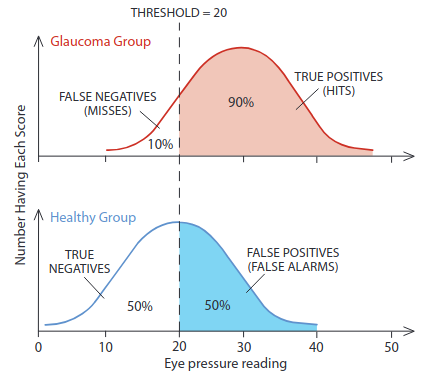 THRESHOLD = 20
Glaucoma Group
FALSE NEGATIVES
(MISSES)
TRUE POSITIVES
(HITS)
90%
10%
Number Having Each Score
Healthy Group
TRUE
NEGATIVES
FALSE POSITIVES
(FALSE ALARMS)
50%
50%
0 10 20 30 40 50
Eye pressure reading